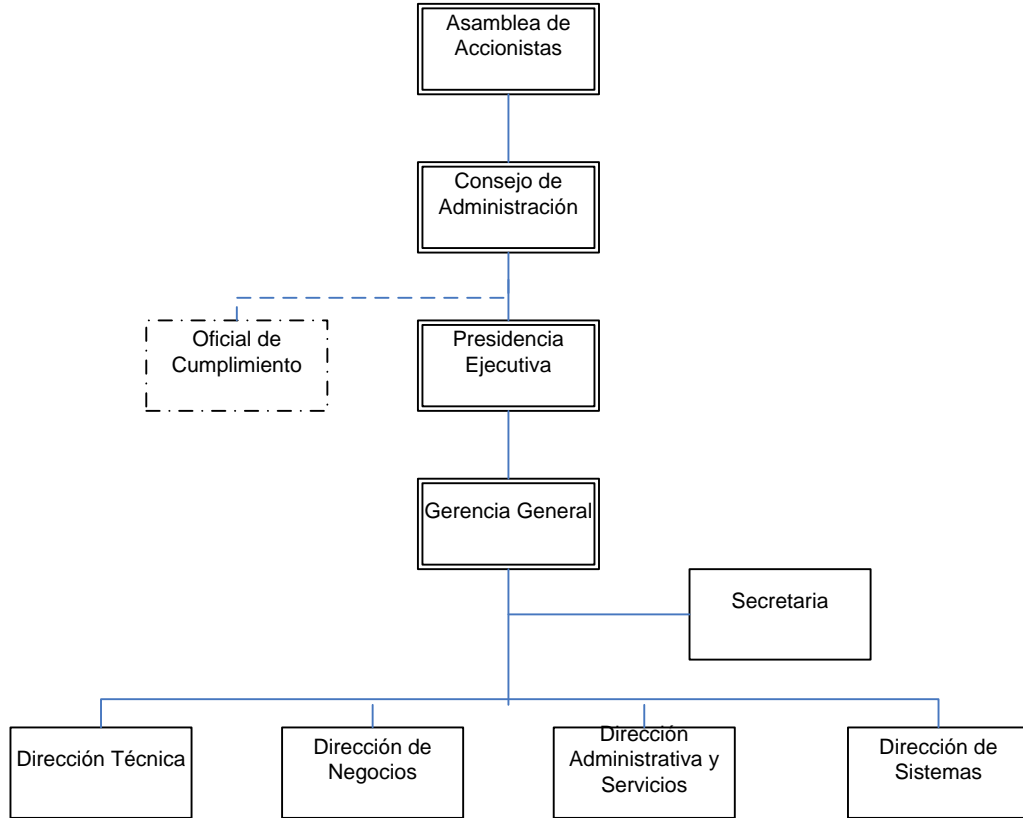 Asamblea de
Accionistas
Consejo de
Administración
Oficial de
Cumplimiento
Presidencia
Ejecutiva
Gerencia General
Secretaria
Dirección Técnica
Dirección de
Negocios
Dirección
Administrativa y
Servicios
Dirección de
Sistemas